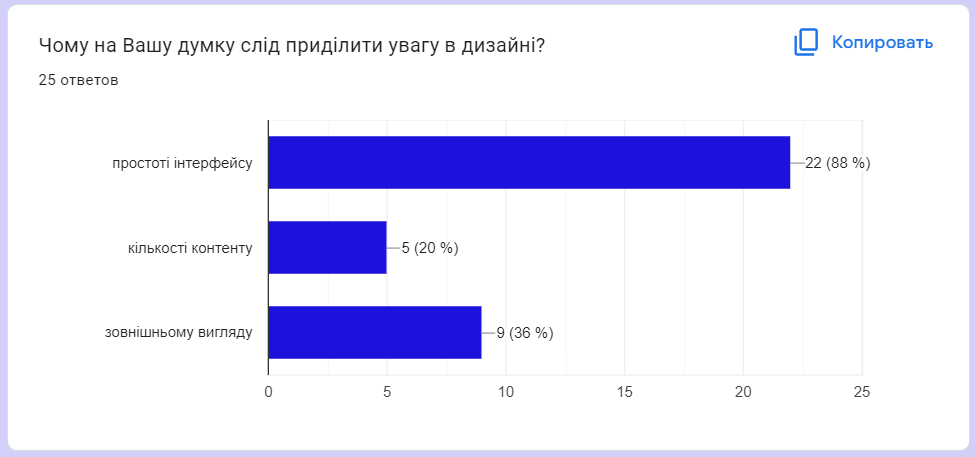 Чому на Вашу думку слід приділити увагу в дизайні?
Копировать
25 ответов
простоті інтерфейсу
22 (88 %)
кількості контенту
5 (20 %)
зовнішньому вигляду
9 (36 %)
0 5 10 15 20 25